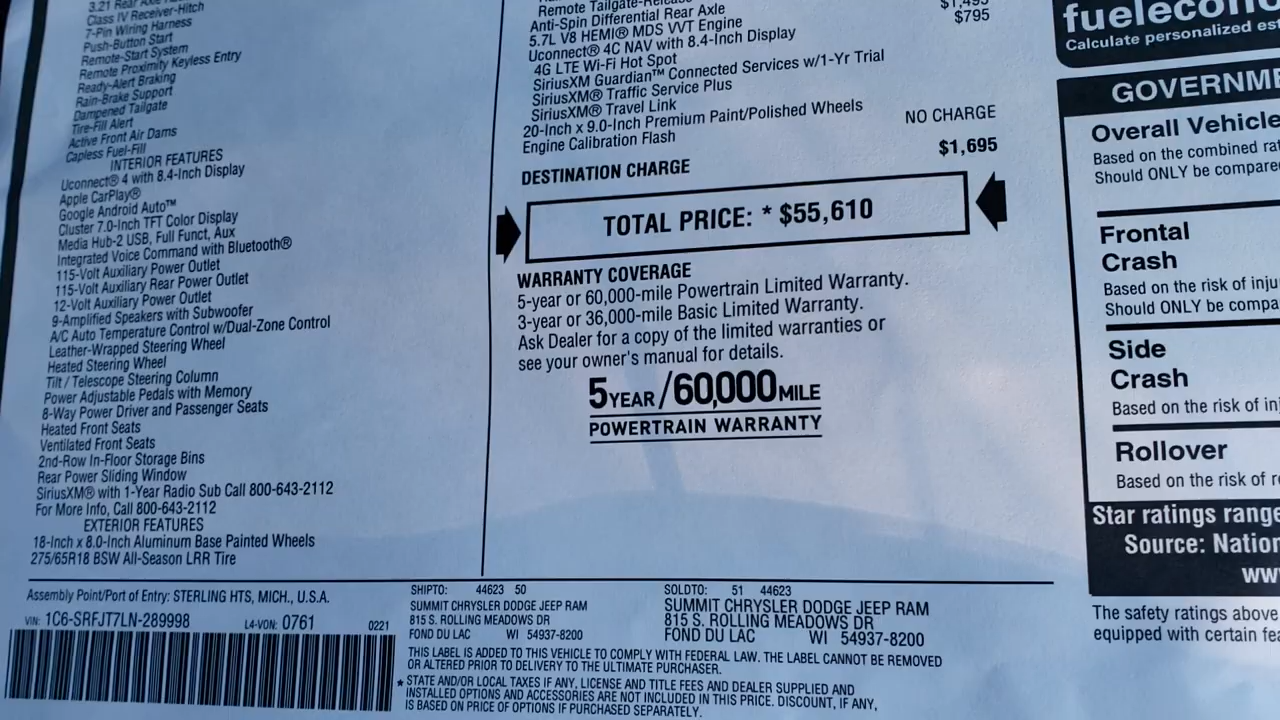 3.21 Rear Axle
Class IV Receiver-Hitch
7-Pin Wiring Harness
Push-Button Start
Remote-Start System
Remote Proximity Keyless Entry
Ready-Alert Braking
Rain-Brake Support
Dampened Tailgate
Tire-Fill Alert
Active Front Air Dams
Capless Fuel-Fill
INTERIOR FEATURES
Uconnect® 4 with 8.4-Inch Display
Apple CarPlay®
Google Android Auto™
Cluster 7.0-Inch TFT Color Display
Media Hub-2 USB, Full Funct, Aux
Integrated Voice Command with Bluetooth®
115-Volt Auxiliary Power Outlet
115-Volt Auxiliary Rear Power Outlet
12-Volt Auxiliary Power Outlet
9-Amplified Speakers with Subwoofer
A/C Auto Temperature Control w/Dual-Zone Control
Leather-Wrapped Steering Wheel
Heated Steering Wheel
Tilt / Telescope Steering Column
Power Adjustable Pedals with Memory
8-Way Power Driver and Passenger Seats
Heated Front Seats
Ventilated Front Seats
2nd-Row In-Floor Storage Bins
Rear Power Sliding Window
SiriusXM® with 1-Year Radio Sub Call 800-643-2112
For More Info, Call 800-643-2112
EXTERIOR FEATURES
18-Inch x 8.0-Inch Aluminum Base Painted Wheels
275/65R18 BSW All-Season LRR Tire
Remote Tailgate-Release
Anti-Spin Differential Rear Axle $1,495
5.7L V8 HEMI® MDS VVT Engine $795
Uconnect® 4C NAV with 8.4-Inch Display
4G LTE Wi-Fi Hot Spot
SiriusXM Guardian™ Connected Services w/1-Yr Trial
SiriusXM® Traffic Service Plus
SiriusXM® Travel Link
20-Inch x 9.0-Inch Premium Paint/Polished Wheels
Engine Calibration Flash NO CHARGE
DESTINATION CHARGE $1,695
TOTAL PRICE: * $55,610
WARRANTY COVERAGE
5-year or 60,000-mile Powertrain Limited Warranty.
3-year or 36,000-mile Basic Limited Warranty.
Ask Dealer for a copy of the limited warranties or
see your owner's manual for details.
5 YEAR/60,000 MILE
POWERTRAIN WARRANTY
Calculate personalized
GOVERNM
Overall Vehicle
Based on the combined
Should ONLY be
Frontal
Crash
Based on the risk of
Should ONLY be
Side
Crash
Based on the risk of
Rollover
Based on the risk of
Star ratings range
Source:
ww
The safety ratings above
equipped with certain
Assembly Point/Port of Entry: STERLING HTS, MICH., U.S.A.
VIN: 1C6-SRFJT7LN-289998 L4-VON: 0761 0221
SHIPTO: 44623 50
SUMMIT CHRYSLER DODGE JEEP RAM
815 S. ROLLING MEADOWS DR
FOND DU LAC WI 54937-8200
SOLDTO: 51 44623
SUMMIT CHRYSLER DODGE JEEP RAM
815 S. ROLLING MEADOWS DR
FOND DU LAC WI 54937-8200
THIS LABEL IS ADDED TO THIS VEHICLE TO COMPLY WITH FEDERAL LAW. THE LABEL CANNOT BE REMOVED
OR ALTERED PRIOR TO DELIVERY TO THE ULTIMATE PURCHASER.
* STATE AND/OR LOCAL TAXES IF ANY, LICENSE AND TITLE FEES AND DEALER SUPPLIED AND
INSTALLED OPTIONS AND ACCESSORIES ARE NOT INCLUDED IN THIS PRICE. DISCOUNT, IF ANY,
IS BASED ON PRICE OF OPTIONS IF PURCHASED SEPARATELY.